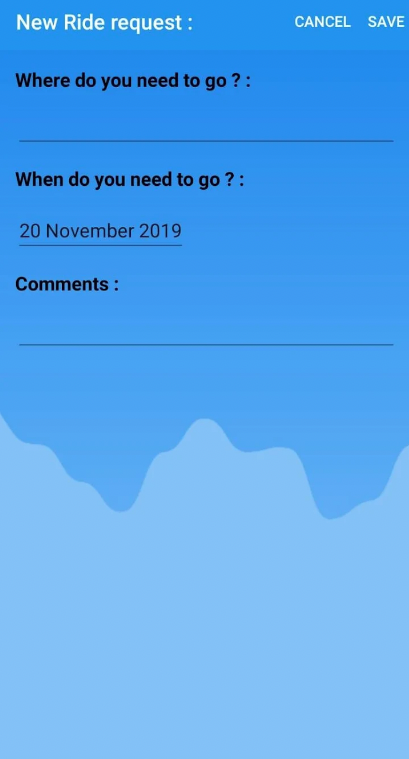 New Ride request : CANCEL SAVE
Where do you need to go ? :
When do you need to go ? :
20 November 2019
Comments :